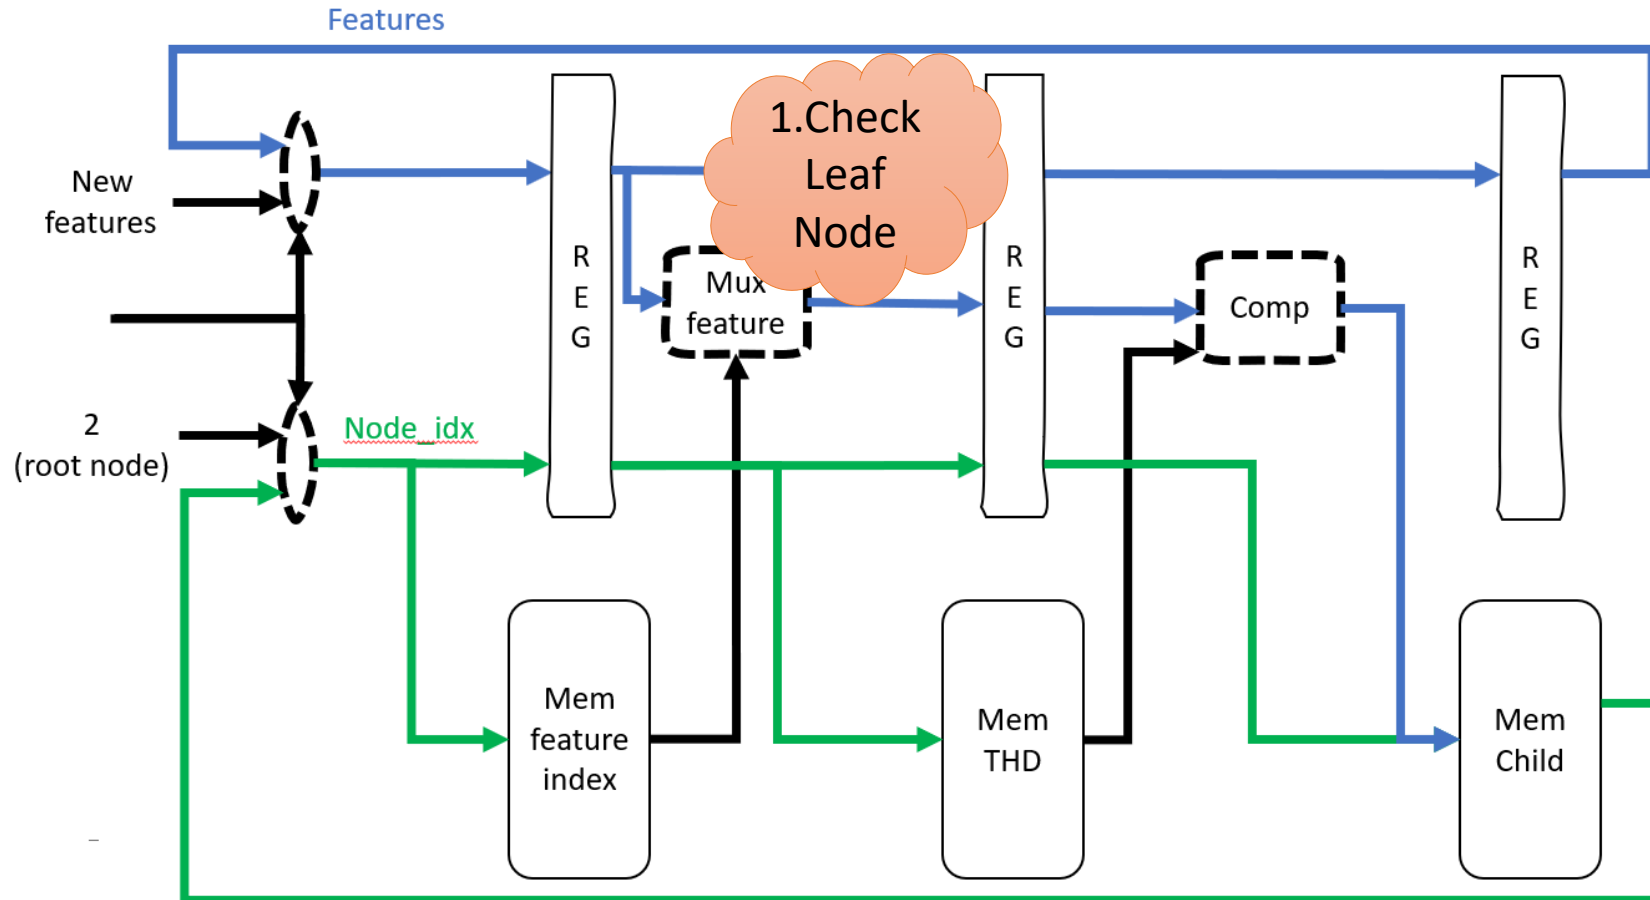 Features
1.Check
Leaf
Node
New
features
R
E
G
Mux
feature
R
E
G
Comp
R
E
G
2
(root node)
Node_idx
Mem
feature
index
Mem
THD
Mem
Child
_